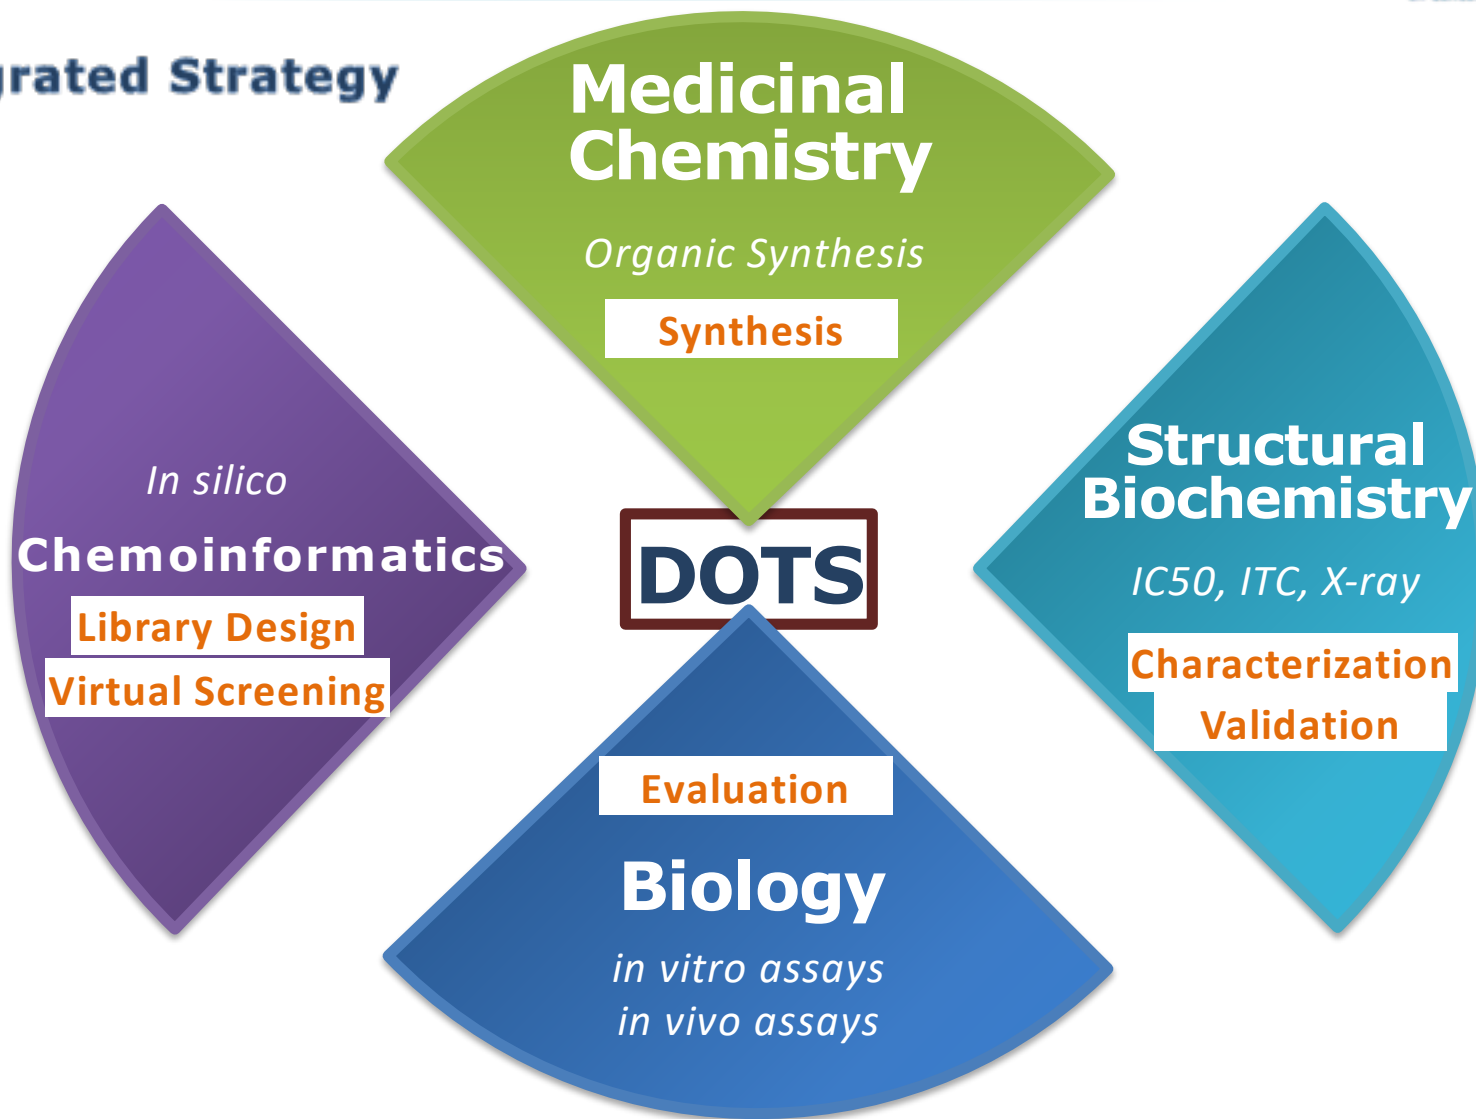 grated Strategy
Medicinal
Chemistry
Organic Synthesis
Synthesis
In silico
Chemoinformatics
Library Design
Virtual Screening
DOTS
Structural
Biochemistry
IC50, ITC, X-ray
Characterization
Validation
Evaluation
Biology
in vitro assays
in vivo assays